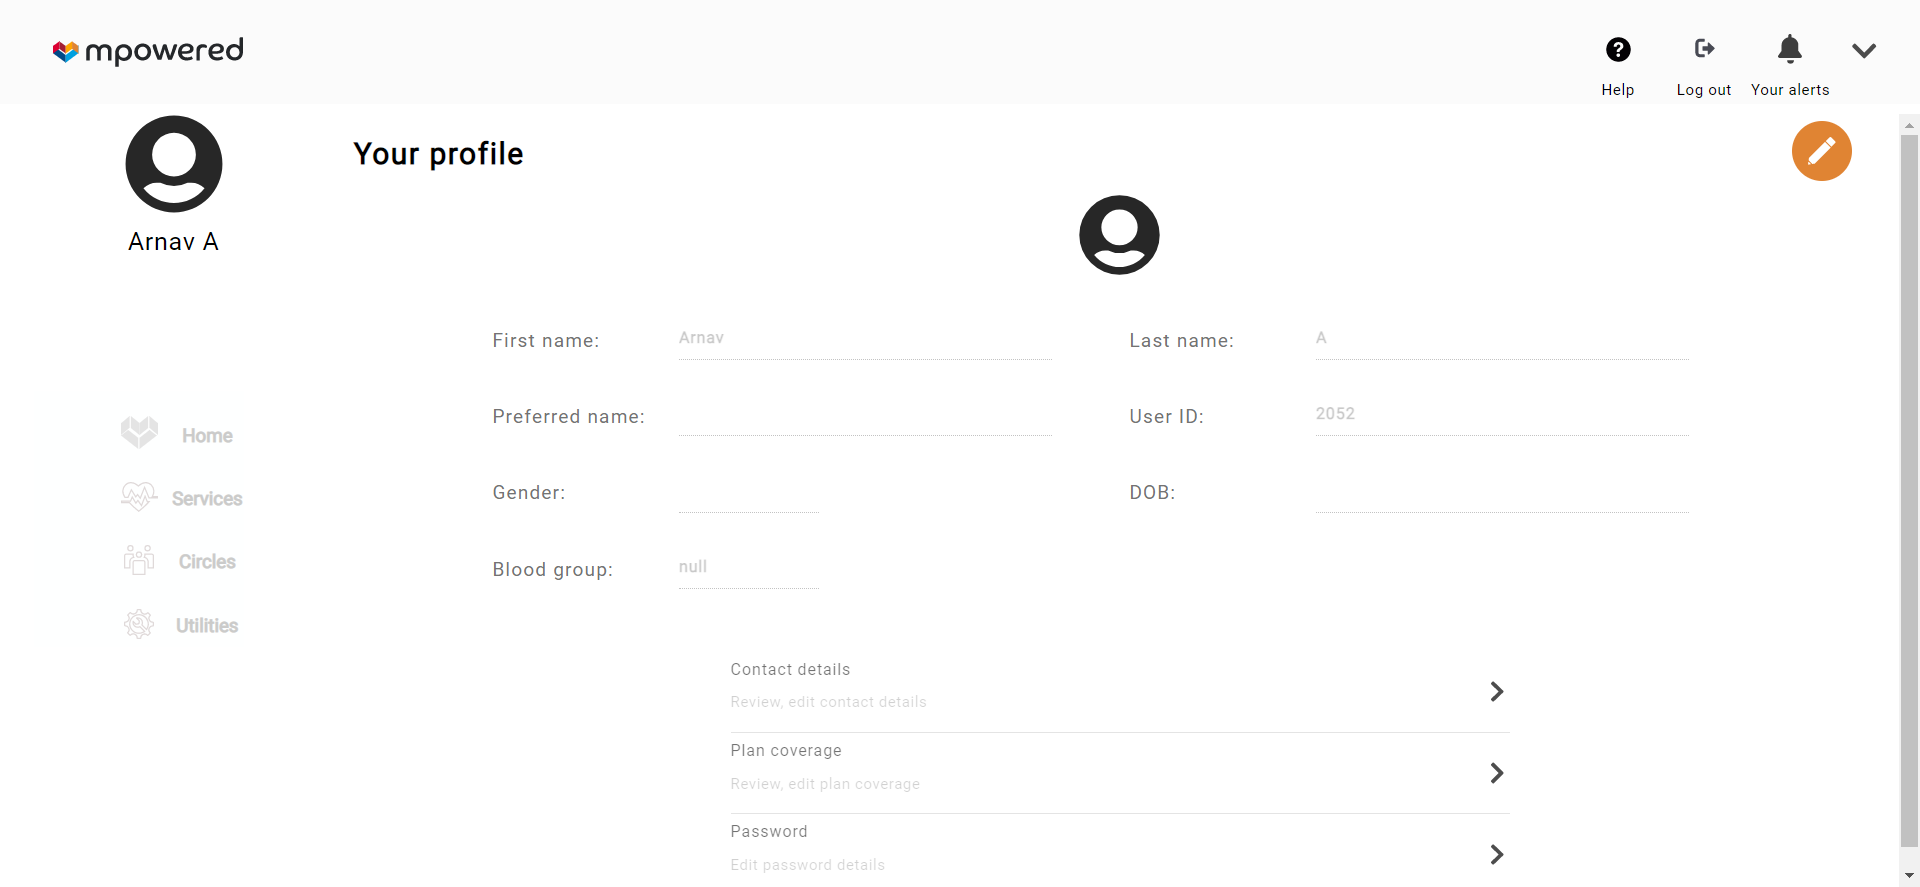 mpowered
Help
Log out
Your alerts
Arnav A
Your profile
First name: Arnav
Last name: A
Preferred name:
User ID: 2052
Gender:
DOB:
Blood group: null
Home
Services
Circles
Utilities
Contact details
Review, edit contact details
Plan coverage
Review, edit plan coverage
Password
Edit password details